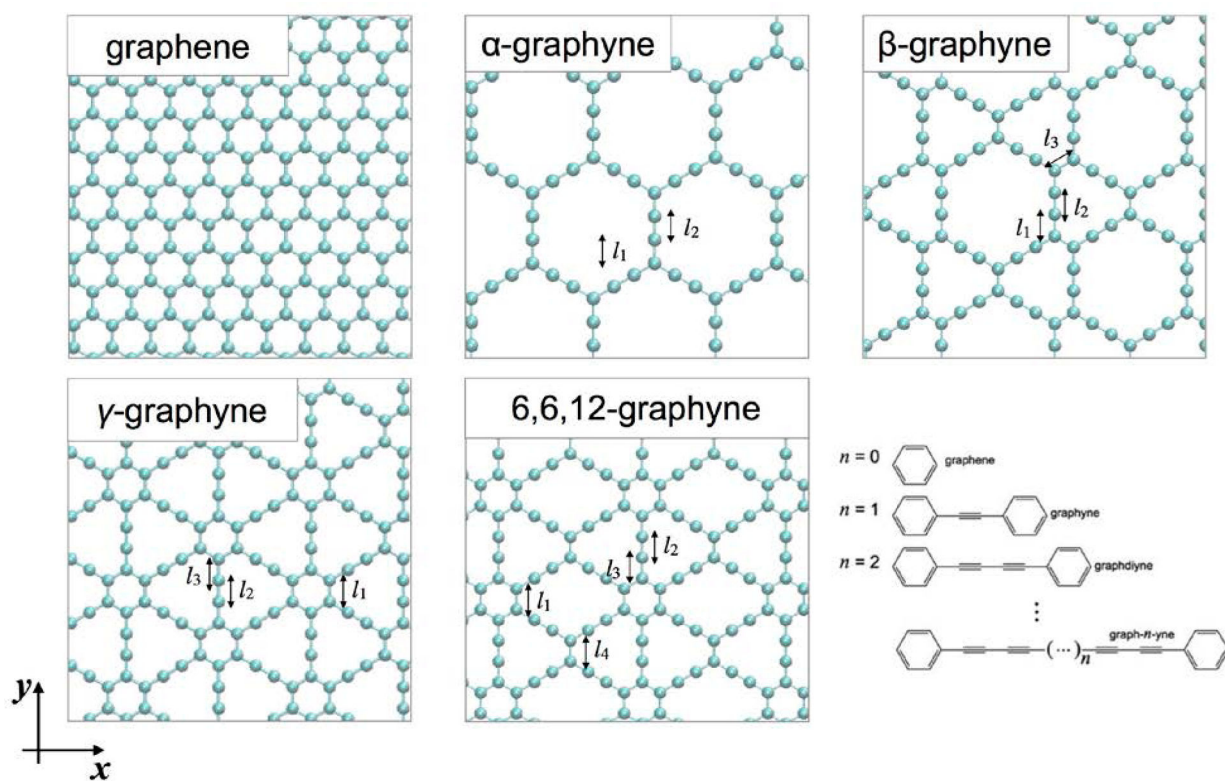 graphene
α-graphyne
β-graphyne
l3
l2
l1
l2
l1
γ-graphyne
6,6,12-graphyne
l3
l2
l1
l2
l3
l1
l4
n = 0 graphene
n = 1 graphyne
n = 2 graphdiyne
⋮
graph-n-yne
(...)n
y
x